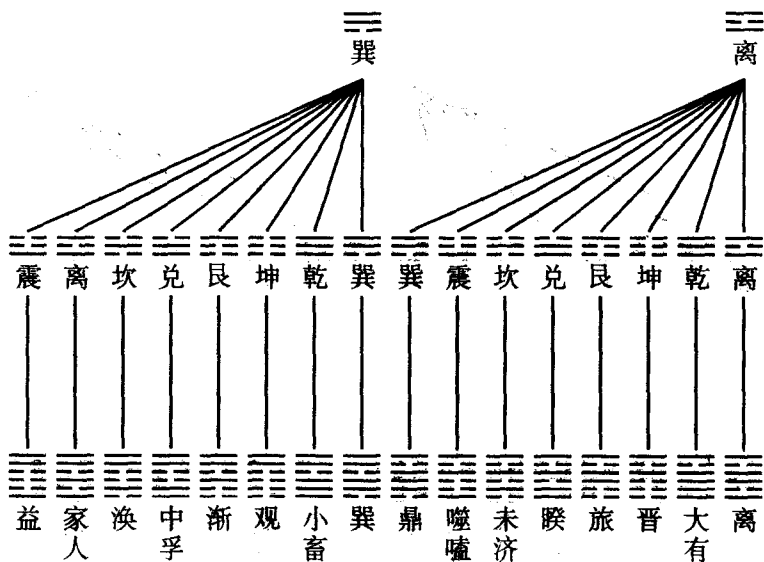 巽 离
震 离 坎 兑 艮 坤 乾 巽 巽 震 坎 兑 艮 坤 乾 离
益 家人 涣 中孚 渐 观 小畜 巽 鼎 噬嗑 未济 睽 旅 晋 大有 离